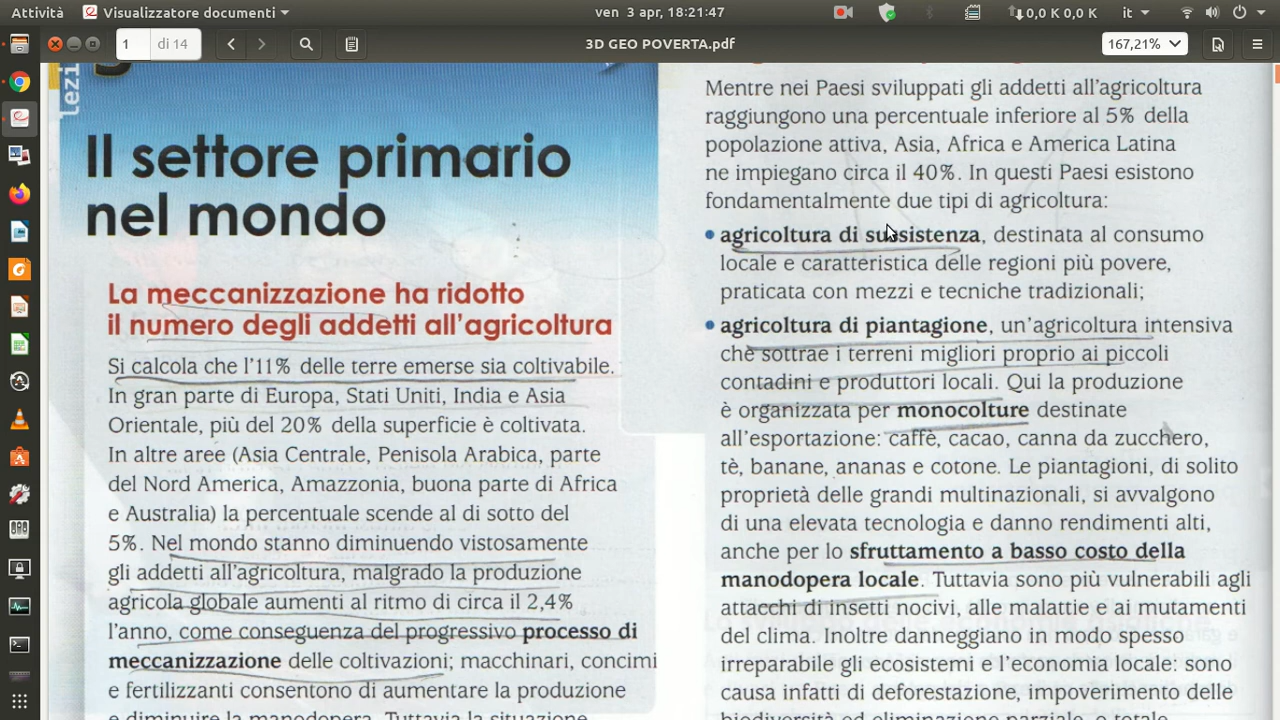 Attività
Visualizzatore documenti
ven 3 apr, 18:21:47
0,0 K 0,0 K
it
1
di 14
3D GEO POVERTA.pdf
167,21%
lezi
Il settore primario
nel mondo
La meccanizzazione ha ridotto
il numero degli addetti all'agricoltura
Si calcola che l'11% delle terre emerse sia coltivabile.
In gran parte di Europa, Stati Uniti, India e Asia
Orientale, più del 20% della superficie è coltivata.
In altre aree (Asia Centrale, Penisola Arabica, parte
del Nord America, Amazzonia, buona parte di Africa
e Australia) la percentuale scende al di sotto del
5%. Nel mondo stanno diminuendo vistosamente
gli addetti all'agricoltura, malgrado la produzione
agricola globale aumenti al ritmo di circa il 2,4%
l'anno, come conseguenza del progressivo processo di
meccanizzazione delle coltivazioni; macchinari, concimi
e fertilizzanti consentono di aumentare la produzione
e diminuire la manodopera. Tuttavia la situazione
Mentre nei Paesi sviluppati gli addetti all'agricoltura
raggiungono una percentuale inferiore al 5% della
popolazione attiva, Asia, Africa e America Latina
ne impiegano circa il 40%. In questi Paesi esistono
fondamentalmente due tipi di agricoltura:
• agricoltura di sussistenza, destinata al consumo
locale e caratteristica delle regioni più povere,
praticata con mezzi e tecniche tradizionali;
• agricoltura di piantagione, un'agricoltura intensiva
che sottrae i terreni migliori proprio ai piccoli
contadini e produttori locali. Qui la produzione
è organizzata per monocolture destinate
all'esportazione: caffè, cacao, canna da zucchero,
tè, banane, ananas e cotone. Le piantagioni, di solito
proprietà delle grandi multinazionali, si avvalgono
di una elevata tecnologia e danno rendimenti alti,
anche per lo sfruttamento a basso costo della
manodopera locale. Tuttavia sono più vulnerabili agli
attacchi di insetti nocivi, alle malattie e ai mutamenti
del clima. Inoltre danneggiano in modo spesso
irreparabile gli ecosistemi e l'economia locale: sono
causa infatti di deforestazione, impoverimento delle
biodiversità ed eliminazione parziale o totale